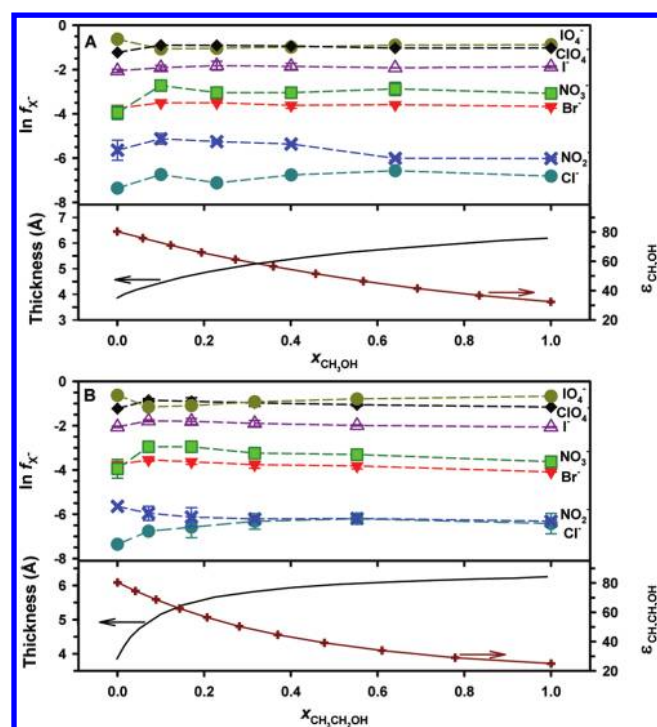 A
ln fX-
0
-2
-4
-6
-8
IO4-
ClO4-
I-
NO3-
Br-
NO2-
Cl-
Thickness (Å)
7
6
5
4
3
80
60
40
20
εCH3OH
0.0 0.2 0.4 0.6 0.8 1.0
xCH3OH
B
ln fX-
0
-2
-4
-6
-8
IO4-
ClO4-
I-
NO3-
Br-
NO2-
Cl-
Thickness (Å)
6
5
4
80
60
40
20
εCH3CH2OH
0.0 0.2 0.4 0.6 0.8 1.0
xCH3CH2OH